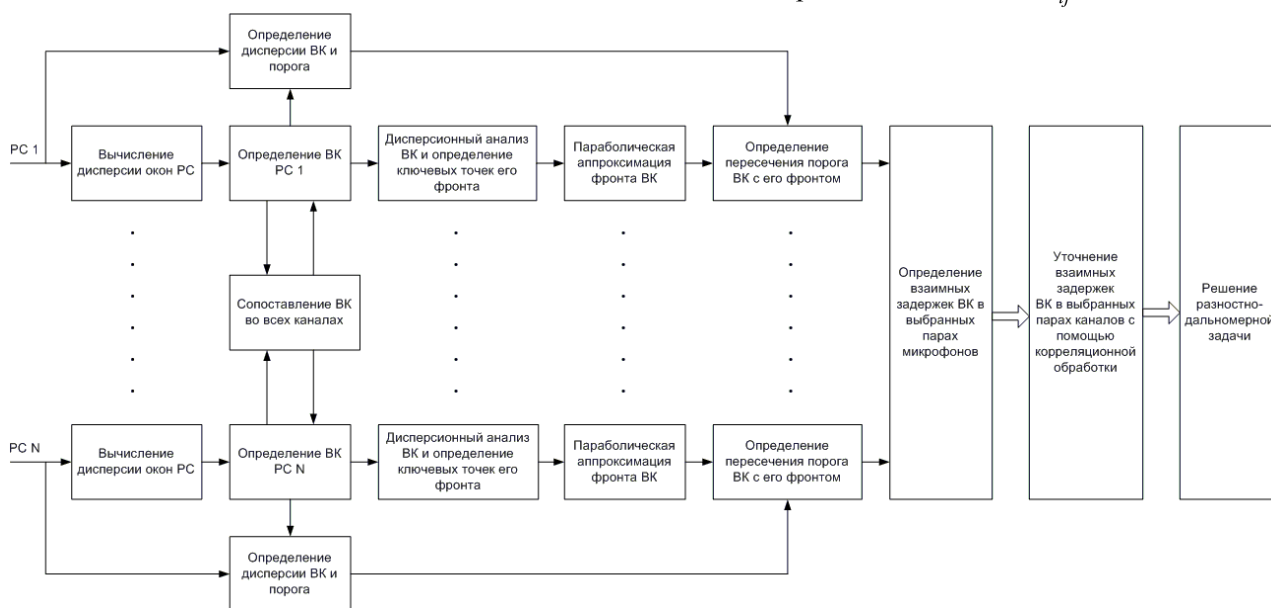 if
Определение
дисперсии ВК и
порога
РС 1
Вычисление
дисперсии окон РС
Определение ВК
РС 1
Дисперсионный анализ
ВК и определение
ключевых точек его
фронта
Параболическая
аппроксимация
фронта ВК
Определение
пересечения порога
ВК с его фронтом
Сопоставление ВК
во всех каналах
Определение
взаимных
задержек ВК в
выбранных
парах
микрофонов
Уточнение
взаимных
задержек
ВК в выбранных
парах каналов с
помощью
корреляционной
обработки
Решение
разностно-
дальномерной
задачи
РС N
Вычисление
дисперсии окон РС
Определение ВК
РС N
Дисперсионный анализ
ВК и определение
ключевых точек его
фронта
Параболическая
аппроксимация
фронта ВК
Определение
пересечения порога
ВК с его фронтом
Определение
дисперсии ВК и
порога